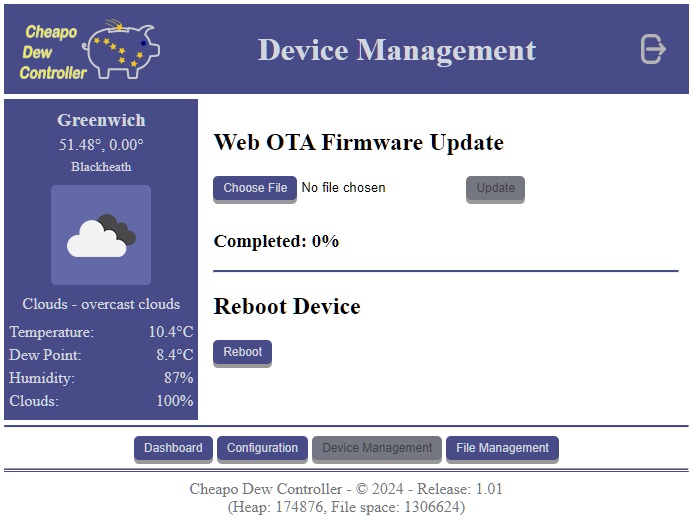 Cheapo
Dew
Controller
Device Management
Greenwich
51.48°, 0.00°
Blackheath
Clouds - overcast clouds
Temperature: 10.4°C
Dew Point: 8.4°C
Humidity: 87%
Clouds: 100%
Web OTA Firmware Update
Choose File No file chosen Update
Completed: 0%
Reboot Device
Reboot
Dashboard Configuration Device Management File Management
Cheapo Dew Controller - © 2024 - Release: 1.01
(Heap: 174876, File space: 1306624)